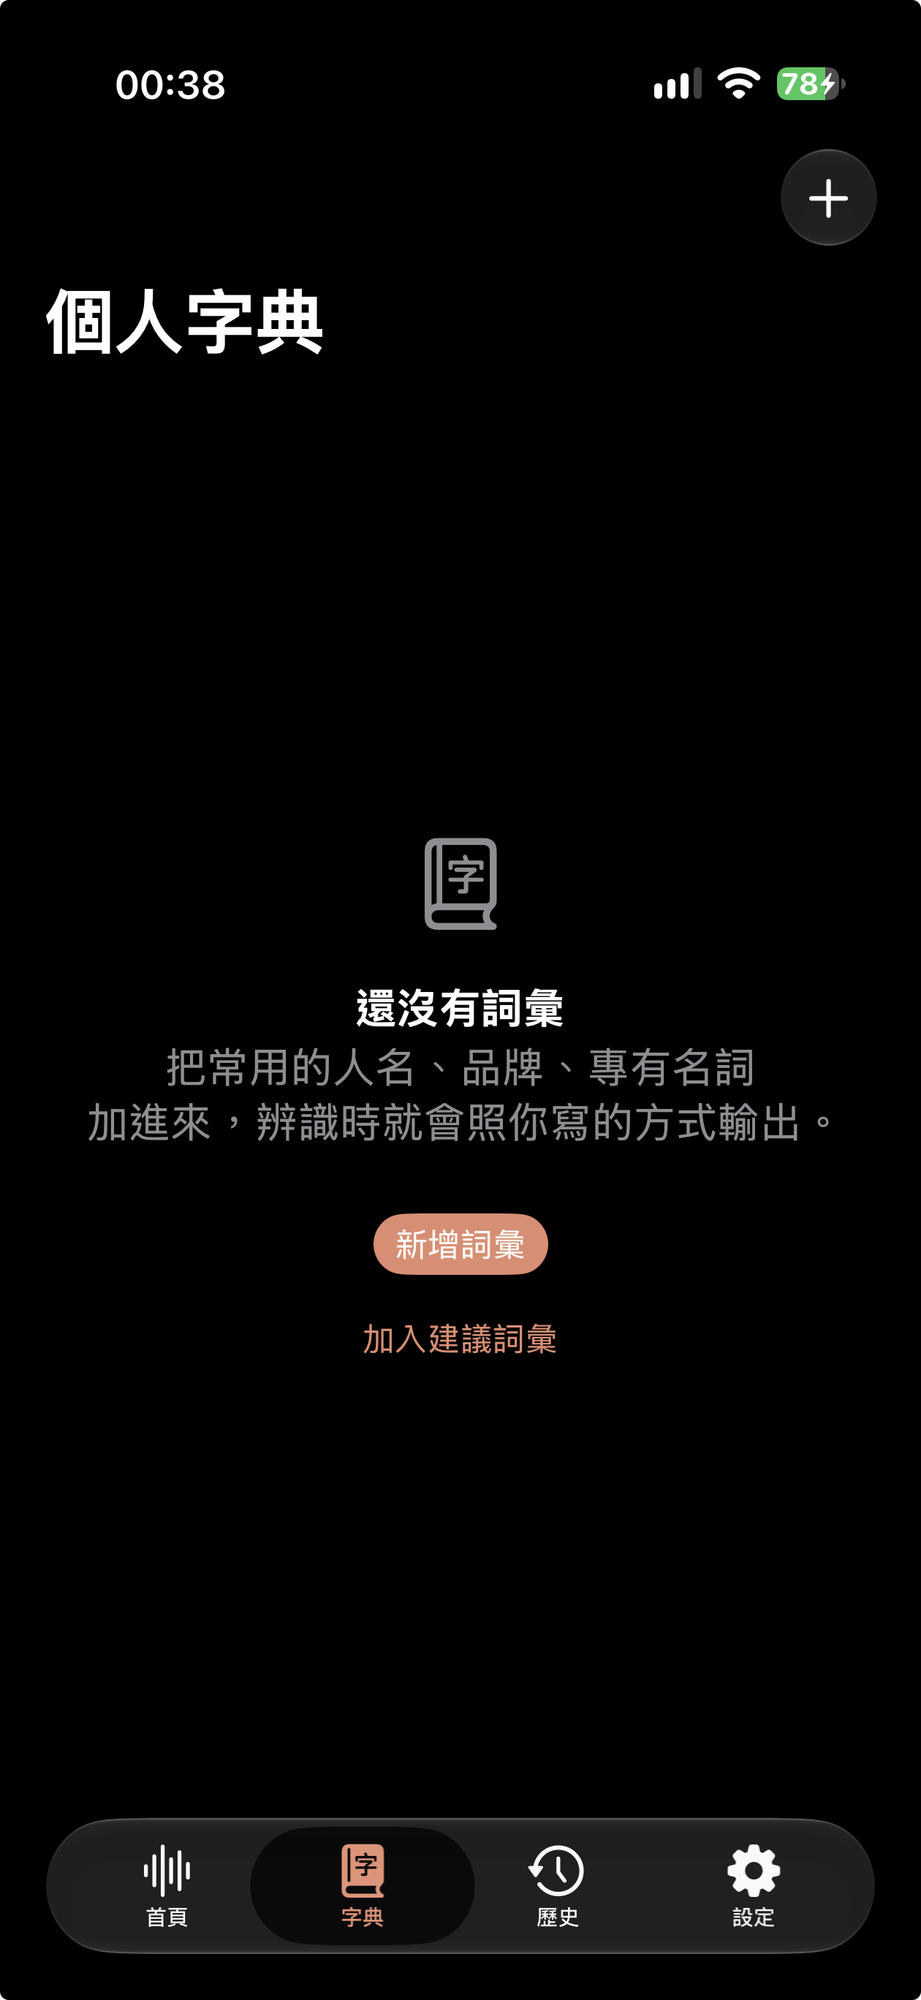 00:38
78
個人字典
字
還沒有詞彙
把常用的人名、品牌、專有名詞
加進來，辨識時就會照你寫的方式輸出。
新增詞彙
加入建議詞彙
字
首頁
字典
歷史
設定